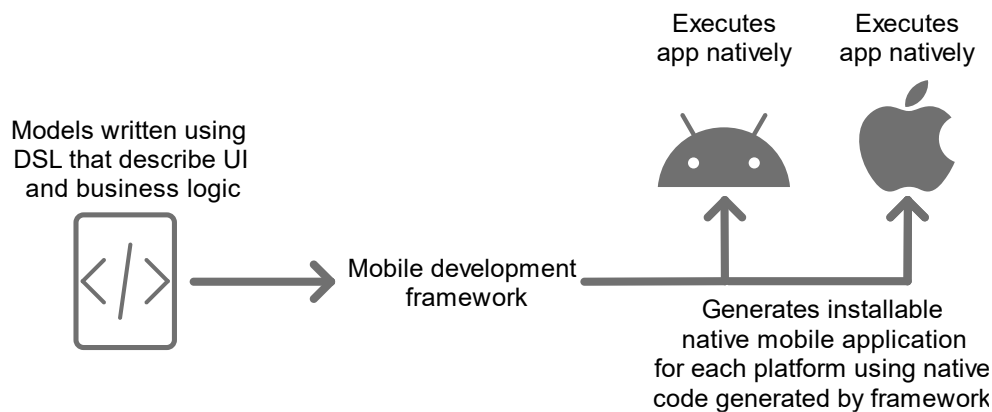 Executes
app natively
Executes
app natively
Models written using
DSL that describe UI
and business logic
</>
Mobile development
framework
Generates installable
native mobile application
for each platform using native
code generated by framework